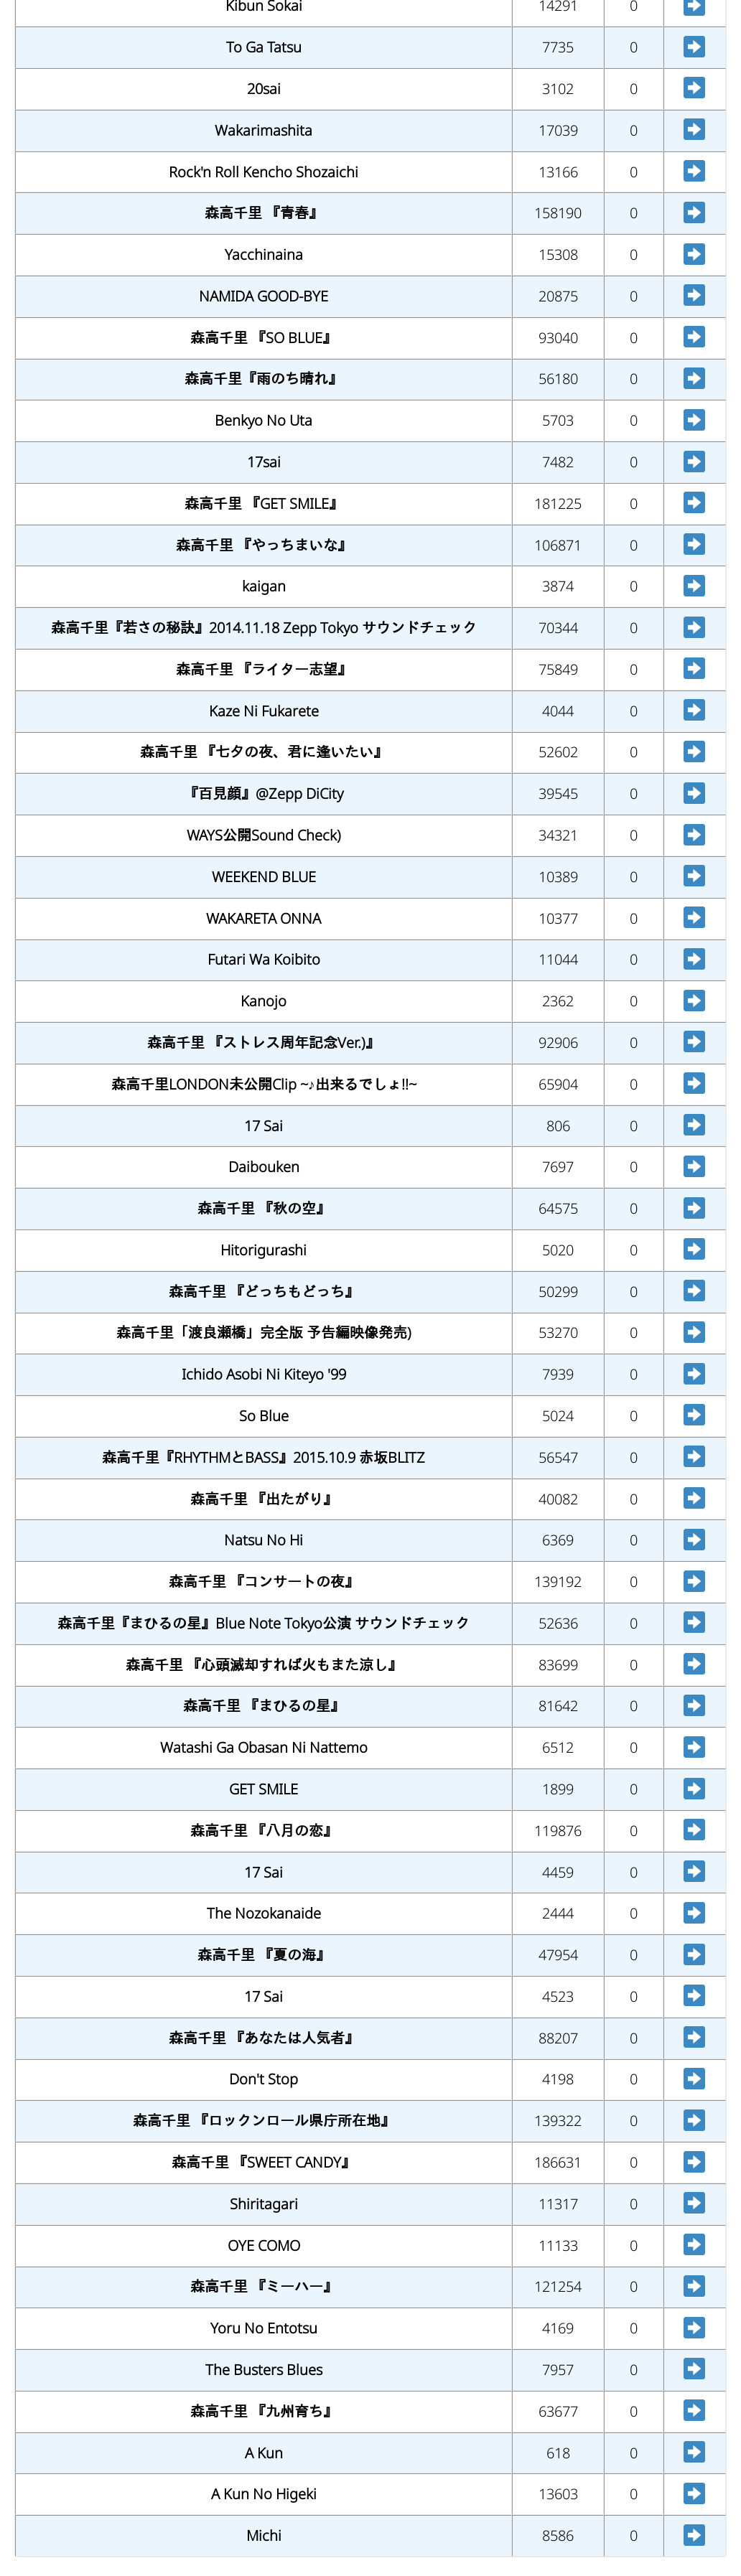 Kibun Sokai 14291 0
To Ga Tatsu 7735 0
20sai 3102 0
Wakarimashita 17039 0
Rock'n Roll Kencho Shozaichi 13166 0
森高千里 『青春』 158190 0
Yacchinaina 15308 0
NAMIDA GOOD-BYE 20875 0
森高千里 『SO BLUE』 93040 0
森高千里『雨のち晴れ』 56180 0
Benkyo No Uta 5703 0
17sai 7482 0
森高千里 『GET SMILE』 181225 0
森高千里 『やっちまいな』 106871 0
kaigan 3874 0
森高千里『若さの秘訣』2014.11.18 Zepp Tokyo サウンドチェック 70344 0
森高千里 『ライター志望』 75849 0
Kaze Ni Fukarete 4044 0
森高千里 『七夕の夜、君に逢いたい』 52602 0
『百見顔』@Zepp DiCity 39545 0
WAYS公開Sound Check) 34321 0
WEEKEND BLUE 10389 0
WAKARETA ONNA 10377 0
Futari Wa Koibito 11044 0
Kanojo 2362 0
森高千里 『ストレス周年記念Ver.)』 92906 0
森高千里LONDON未公開Clip ~♪出来るでしょ!!~ 65904 0
17 Sai 806 0
Daibouken 7697 0
森高千里 『秋の空』 64575 0
Hitorigurashi 5020 0
森高千里 『どっちもどっち』 50299 0
森高千里「渡良瀬橋」完全版 予告編映像発売) 53270 0
Ichido Asobi Ni Kiteyo '99 7939 0
So Blue 5024 0
森高千里『RHYTHMとBASS』2015.10.9 赤坂BLITZ 56547 0
森高千里 『出たがり』 40082 0
Natsu No Hi 6369 0
森高千里 『コンサートの夜』 139192 0
森高千里『まひるの星』Blue Note Tokyo公演 サウンドチェック 52636 0
森高千里 『心頭滅却すれば火もまた涼し』 83699 0
森高千里 『まひるの星』 81642 0
Watashi Ga Obasan Ni Nattemo 6512 0
GET SMILE 1899 0
森高千里 『八月の恋』 119876 0
17 Sai 4459 0
The Nozokanaide 2444 0
森高千里 『夏の海』 47954 0
17 Sai 4523 0
森高千里 『あなたは人気者』 88207 0
Don't Stop 4198 0
森高千里 『ロックンロール県庁所在地』 139322 0
森高千里 『SWEET CANDY』 186631 0
Shiritagari 11317 0
OYE COMO 11133 0
森高千里 『ミーハー』 121254 0
Yoru No Entotsu 4169 0
The Busters Blues 7957 0
森高千里 『九州育ち』 63677 0
A Kun 618 0
A Kun No Higeki 13603 0
Michi 8586 0